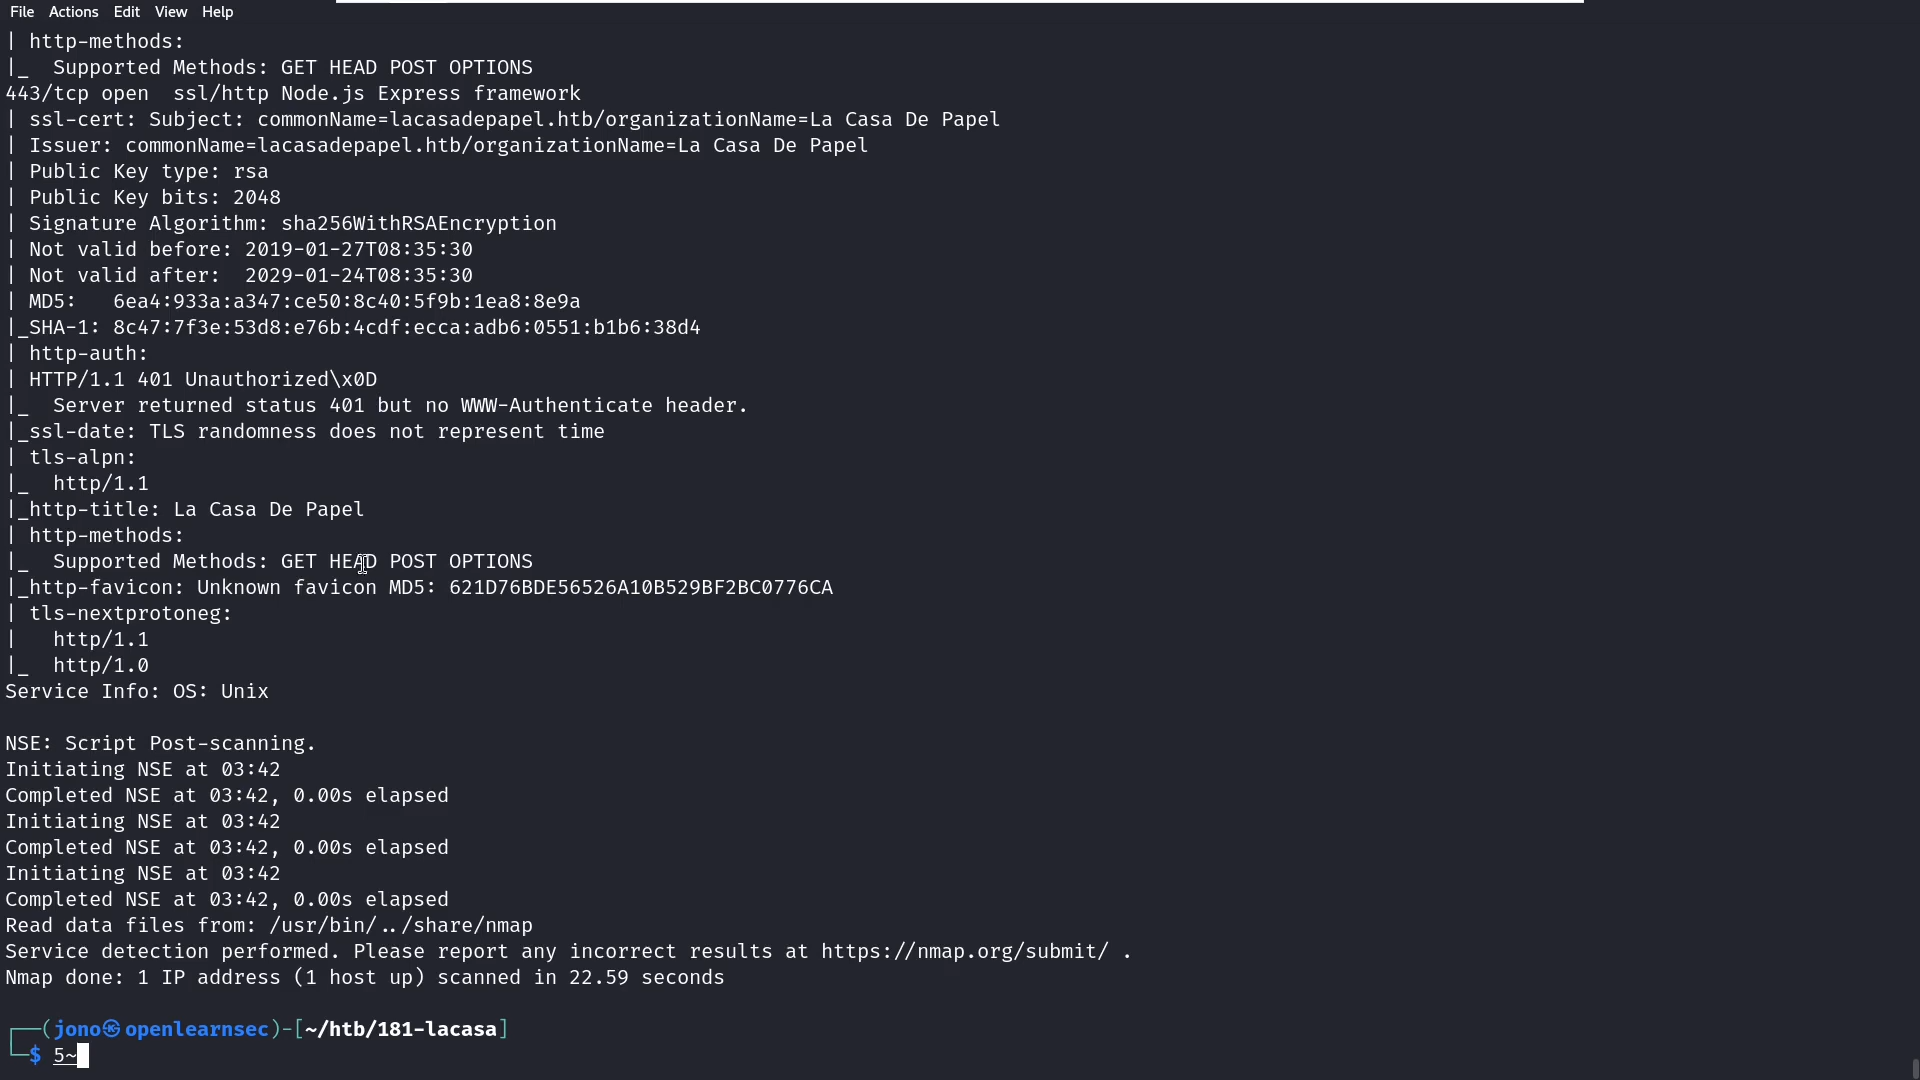 File Actions Edit View Help
| http-methods:
|_  Supported Methods: GET HEAD POST OPTIONS
443/tcp open  ssl/http Node.js Express framework
| ssl-cert: Subject: commonName=lacasadepapel.htb/organizationName=La Casa De Papel
| Issuer: commonName=lacasadepapel.htb/organizationName=La Casa De Papel
| Public Key type: rsa
| Public Key bits: 2048
| Signature Algorithm: sha256WithRSAEncryption
| Not valid before: 2019-01-27T08:35:30
| Not valid after:  2029-01-24T08:35:30
| MD5:   6ea4:933a:a347:ce50:8c40:5f9b:1ea8:8e9a
|_SHA-1: 8c47:7f3e:53d8:e76b:4cdf:ecca:adb6:0551:b1b6:38d4
| http-auth:
| HTTP/1.1 401 Unauthorized\x0D
|_  Server returned status 401 but no WWW-Authenticate header.
|_ssl-date: TLS randomness does not represent time
| tls-alpn:
|_  http/1.1
|_http-title: La Casa De Papel
| http-methods:
|_  Supported Methods: GET HEAD POST OPTIONS
|_http-favicon: Unknown favicon MD5: 621D76BDE56526A10B529BF2BC0776CA
| tls-nextprotoneg:
|   http/1.1
|_  http/1.0
Service Info: OS: Unix
NSE: Script Post-scanning.
Initiating NSE at 03:42
Completed NSE at 03:42, 0.00s elapsed
Initiating NSE at 03:42
Completed NSE at 03:42, 0.00s elapsed
Initiating NSE at 03:42
Completed NSE at 03:42, 0.00s elapsed
Read data files from: /usr/bin/../share/nmap
Service detection performed. Please report any incorrect results at https://nmap.org/submit/ .
Nmap done: 1 IP address (1 host up) scanned in 22.59 seconds
┌──(jono㉿openlearnsec)-[~/htb/181-lacasa]
└─$ 5~